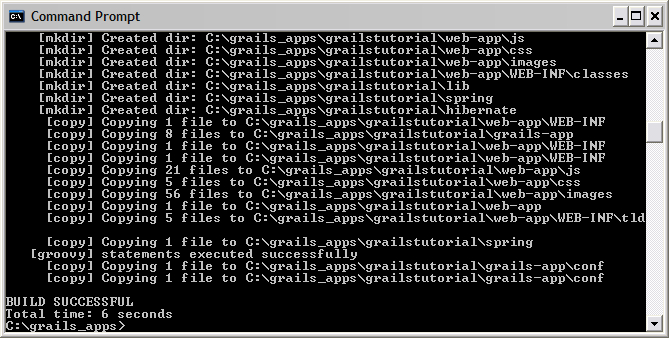 Command Prompt
[mkdir] Created dir: C:\grails_apps\grailstutorial\web-app\js
[mkdir] Created dir: C:\grails_apps\grailstutorial\web-app\css
[mkdir] Created dir: C:\grails_apps\grailstutorial\web-app\images
[mkdir] Created dir: C:\grails_apps\grailstutorial\web-app\WEB-INF\classes
[mkdir] Created dir: C:\grails_apps\grailstutorial\lib
[mkdir] Created dir: C:\grails_apps\grailstutorial\spring
[mkdir] Created dir: C:\grails_apps\grailstutorial\hibernate
[copy] Copying 1 file to C:\grails_apps\grailstutorial\web-app\WEB-INF
[copy] Copying 8 files to C:\grails_apps\grailstutorial\grails-app
[copy] Copying 1 file to C:\grails_apps\grailstutorial\web-app\WEB-INF
[copy] Copying 1 file to C:\grails_apps\grailstutorial\web-app\WEB-INF
[copy] Copying 21 files to C:\grails_apps\grailstutorial\web-app\js
[copy] Copying 5 files to C:\grails_apps\grailstutorial\web-app\css
[copy] Copying 56 files to C:\grails_apps\grailstutorial\web-app\images
[copy] Copying 1 file to C:\grails_apps\grailstutorial\web-app
[copy] Copying 5 files to C:\grails_apps\grailstutorial\web-app\WEB-INF\tld
[copy] Copying 1 file to C:\grails_apps\grailstutorial\spring
[groovy] statements executed successfully
[copy] Copying 1 file to C:\grails_apps\grailstutorial\grails-app\conf
[copy] Copying 1 file to C:\grails_apps\grailstutorial\grails-app\conf
BUILD SUCCESSFUL
Total time: 6 seconds
C:\grails_apps>